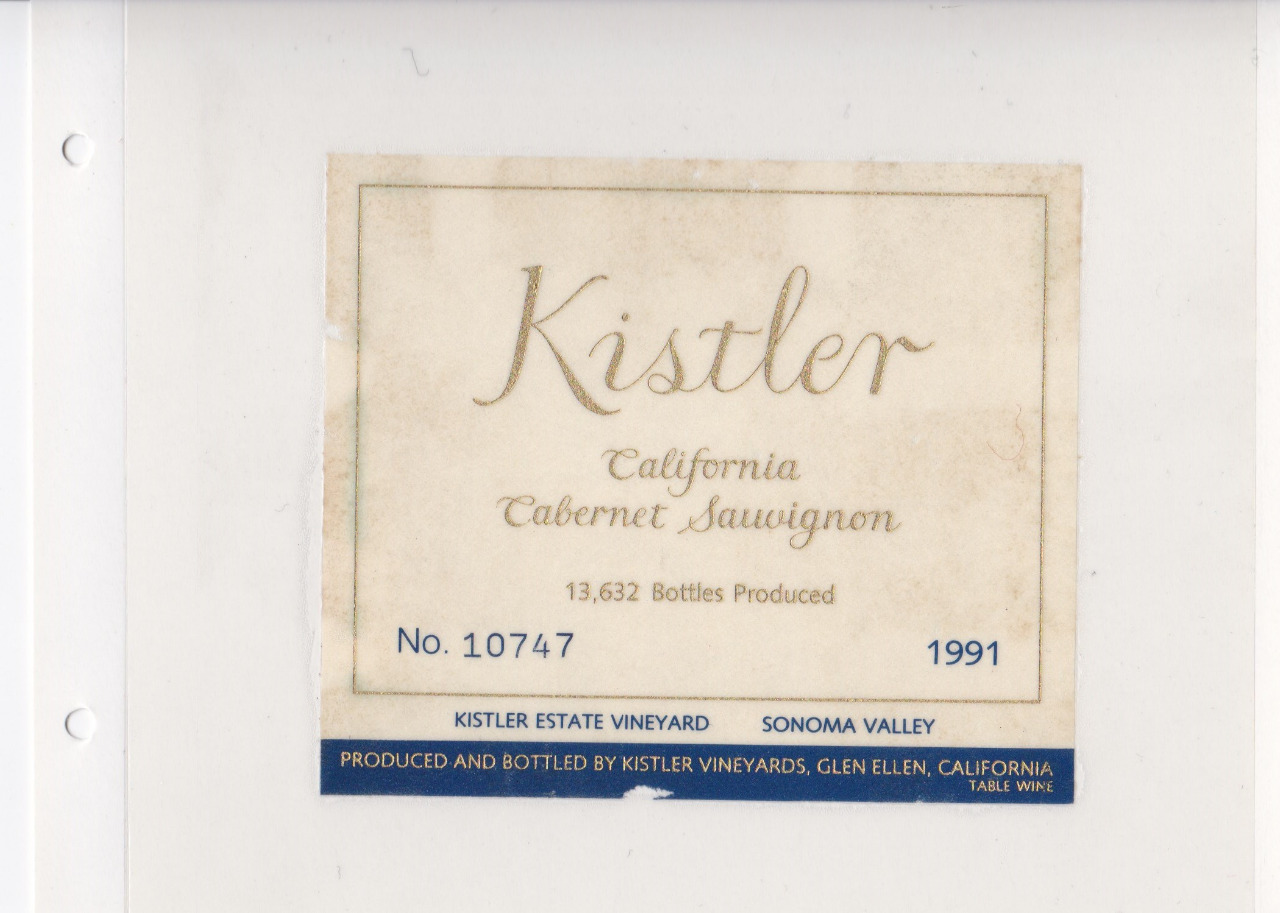 Kistler
California
Cabernet Sauvignon
13,632 Bottles Produced
No. 10747 1991
KISTLER ESTATE VINEYARD SONOMA VALLEY
PRODUCED AND BOTTLED BY KISTLER VINEYARDS, GLEN ELLEN, CALIFORNIA
TABLE WINE